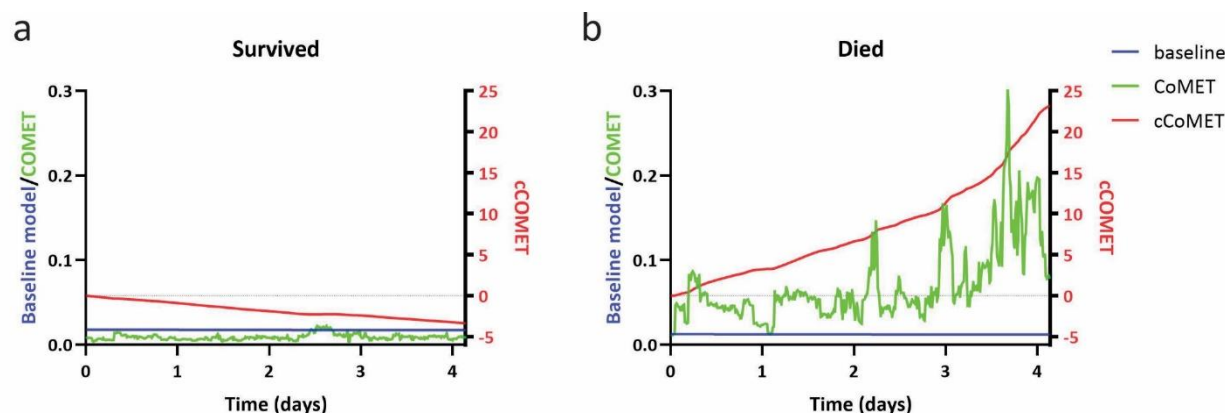 a
Survived
Baseline model/COMET
0.3
0.2
0.1
0.0
25
20
15
10
5
0
-5
cCOMET
0 1 2 3 4
Time (days)
b
Died
Baseline model/COMET
0.3
0.2
0.1
0.0
25
20
15
10
5
0
-5
cCOMET
0 1 2 3 4
Time (days)
baseline
CoMET
cCoMET